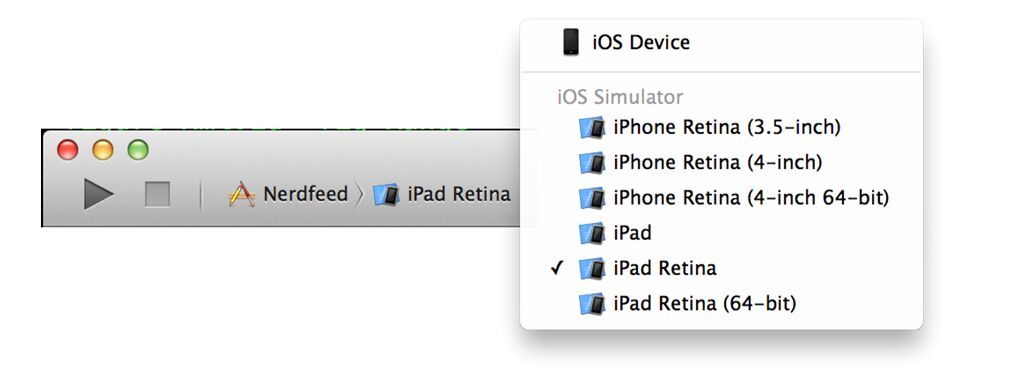 Nerdfeed
iPad Retina
iOS Device
iOS Simulator
iPhone Retina (3.5-inch)
iPhone Retina (4-inch)
iPhone Retina (4-inch 64-bit)
iPad
iPad Retina
iPad Retina (64-bit)